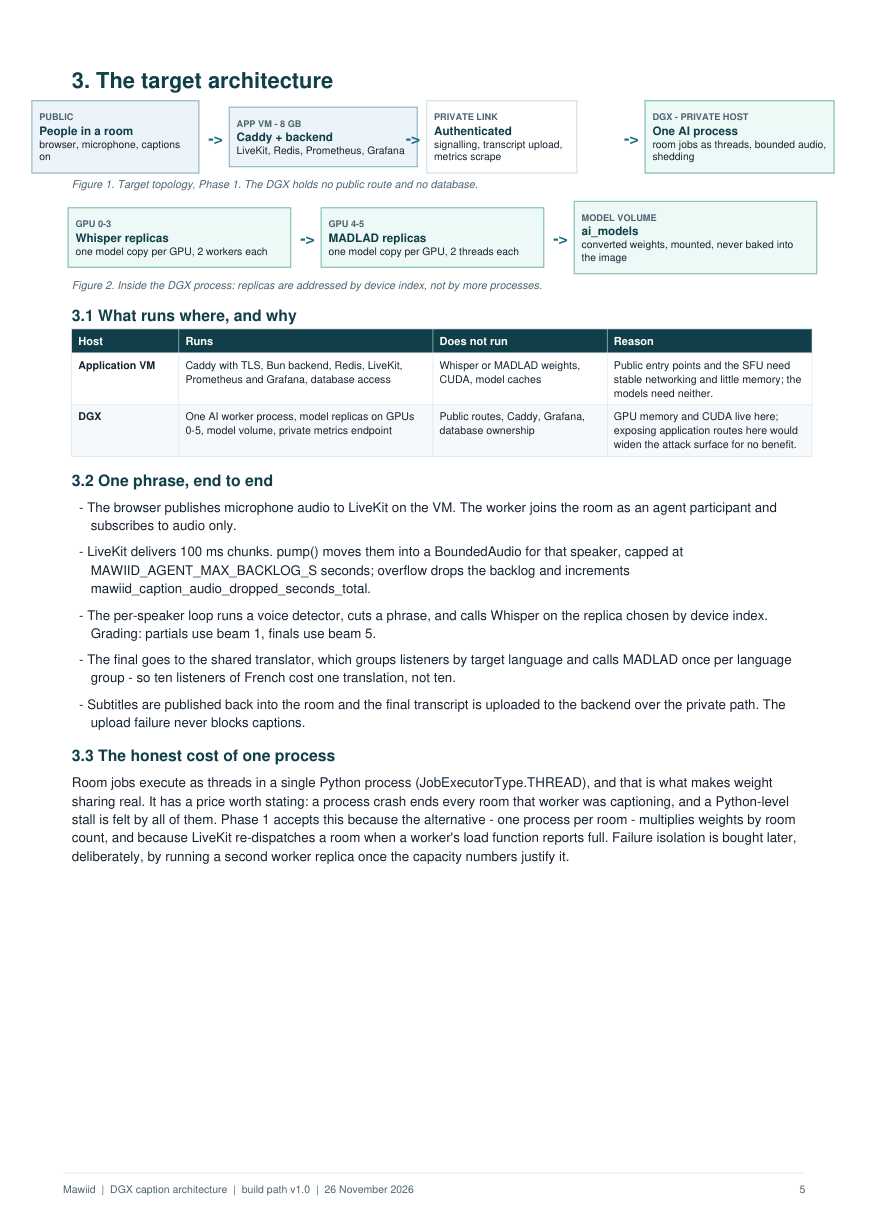 3. The target architecture
PUBLIC
People in a room
browser, microphone, captions
on
->
APP VM - 8 GB
Caddy + backend
LiveKit, Redis, Prometheus, Grafana
->
PRIVATE LINK
Authenticated
signalling, transcript upload,
metrics scrape
->
DGX - PRIVATE HOST
One AI process
room jobs as threads, bounded audio,
shedding
Figure 1. Target topology, Phase 1. The DGX holds no public route and no database.
GPU 0-3
Whisper replicas
one model copy per GPU, 2 workers each
->
GPU 4-5
MADLAD replicas
one model copy per GPU, 2 threads each
->
MODEL VOLUME
ai_models
converted weights, mounted, never baked into
the image
Figure 2. Inside the DGX process: replicas are addressed by device index, not by more processes.
3.1 What runs where, and why
Host Runs Does not run Reason
Application VM
Caddy with TLS, Bun backend, Redis, LiveKit,
Prometheus and Grafana, database access
Whisper or MADLAD weights,
CUDA, model caches
Public entry points and the SFU need
stable networking and little memory; the
models need neither.
DGX
One AI worker process, model replicas on GPUs
0-5, model volume, private metrics endpoint
Public routes, Caddy, Grafana,
database ownership
GPU memory and CUDA live here;
exposing application routes here would
widen the attack surface for no benefit.
3.2 One phrase, end to end
- The browser publishes microphone audio to LiveKit on the VM. The worker joins the room as an agent participant and
subscribes to audio only.
- LiveKit delivers 100 ms chunks. pump() moves them into a BoundedAudio for that speaker, capped at
MAWIID_AGENT_MAX_BACKLOG_S seconds; overflow drops the backlog and increments
mawiid_caption_audio_dropped_seconds_total.
- The per-speaker loop runs a voice detector, cuts a phrase, and calls Whisper on the replica chosen by device index.
Grading: partials use beam 1, finals use beam 5.
- The final goes to the shared translator, which groups listeners by target language and calls MADLAD once per language
group - so ten listeners of French cost one translation, not ten.
- Subtitles are published back into the room and the final transcript is uploaded to the backend over the private path. The
upload failure never blocks captions.
3.3 The honest cost of one process
Room jobs execute as threads in a single Python process (JobExecutorType.THREAD), and that is what makes weight
sharing real. It has a price worth stating: a process crash ends every room that worker was captioning, and a Python-level
stall is felt by all of them. Phase 1 accepts this because the alternative - one process per room - multiplies weights by room
count, and because LiveKit re-dispatches a room when a worker's load function reports full. Failure isolation is bought later,
deliberately, by running a second worker replica once the capacity numbers justify it.
Mawiid | DGX caption architecture | build path v1.0 | 26 November 2026
5